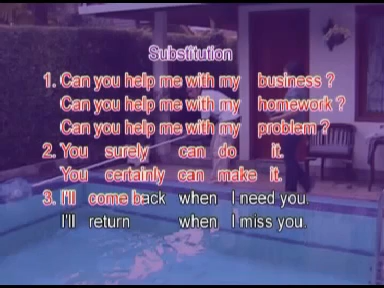 Substitution
1. Can you help me with my business ?
Can you help me with my homework ?
Can you help me with my problem ?
2. You surely can do it.
You certainly can make it.
3. I'll come back when I need you.
I'll return when I miss you.